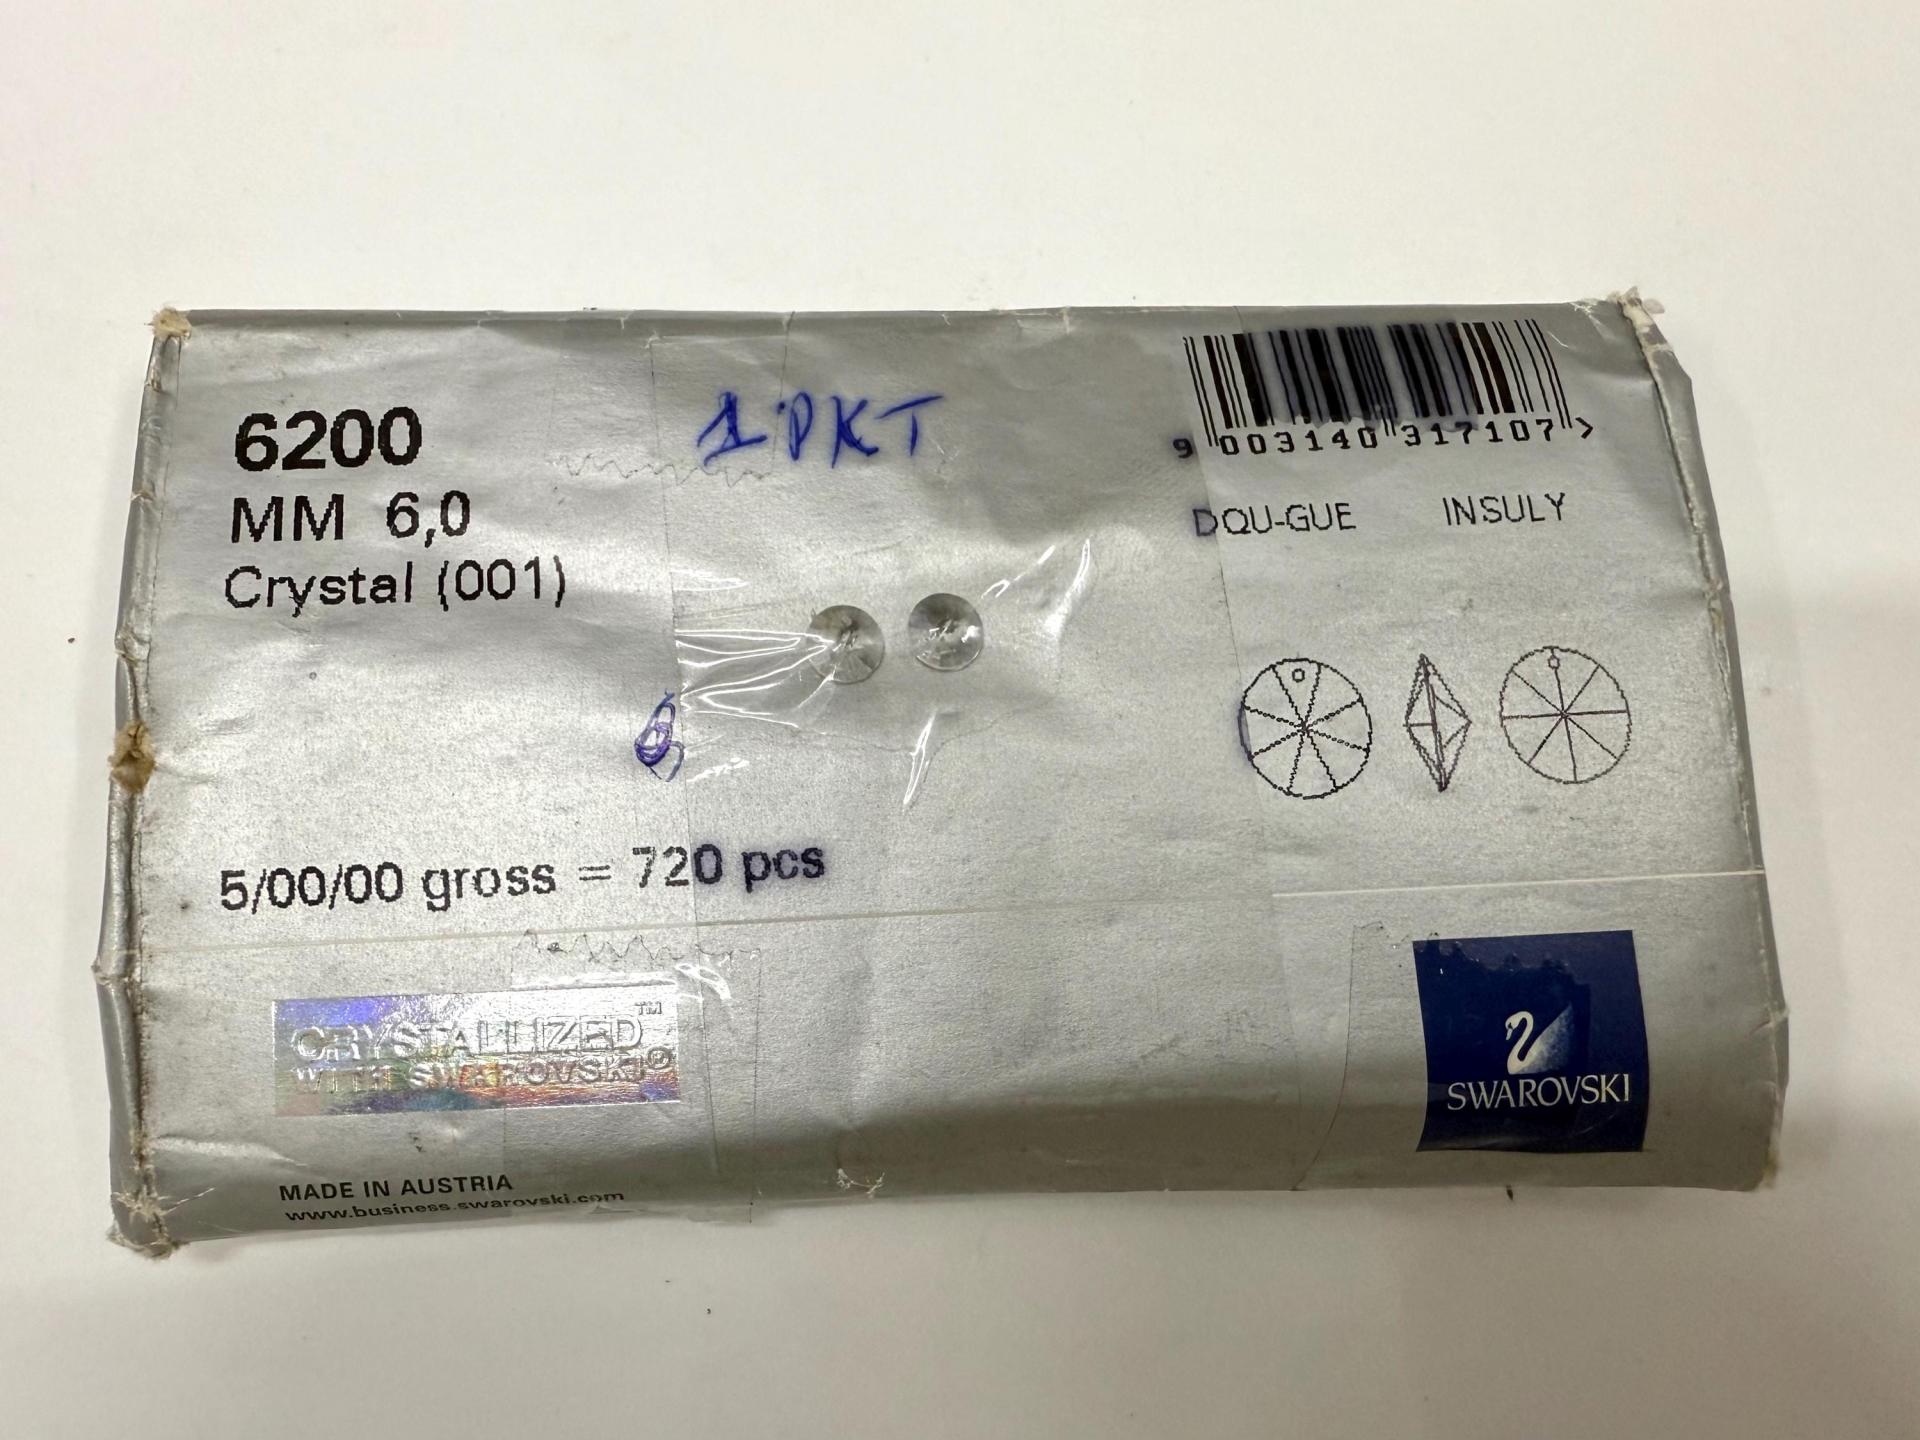 6200
MM 6,0
Crystal (001)
1 PKT
9 003140 317107 >
DQU-GUE INSULY
5/00/00 gross = 720 pcs
CRYSTALLIZED™
WITH SWAROVSKI®
SWAROVSKI
MADE IN AUSTRIA
www.business.swarovski.com